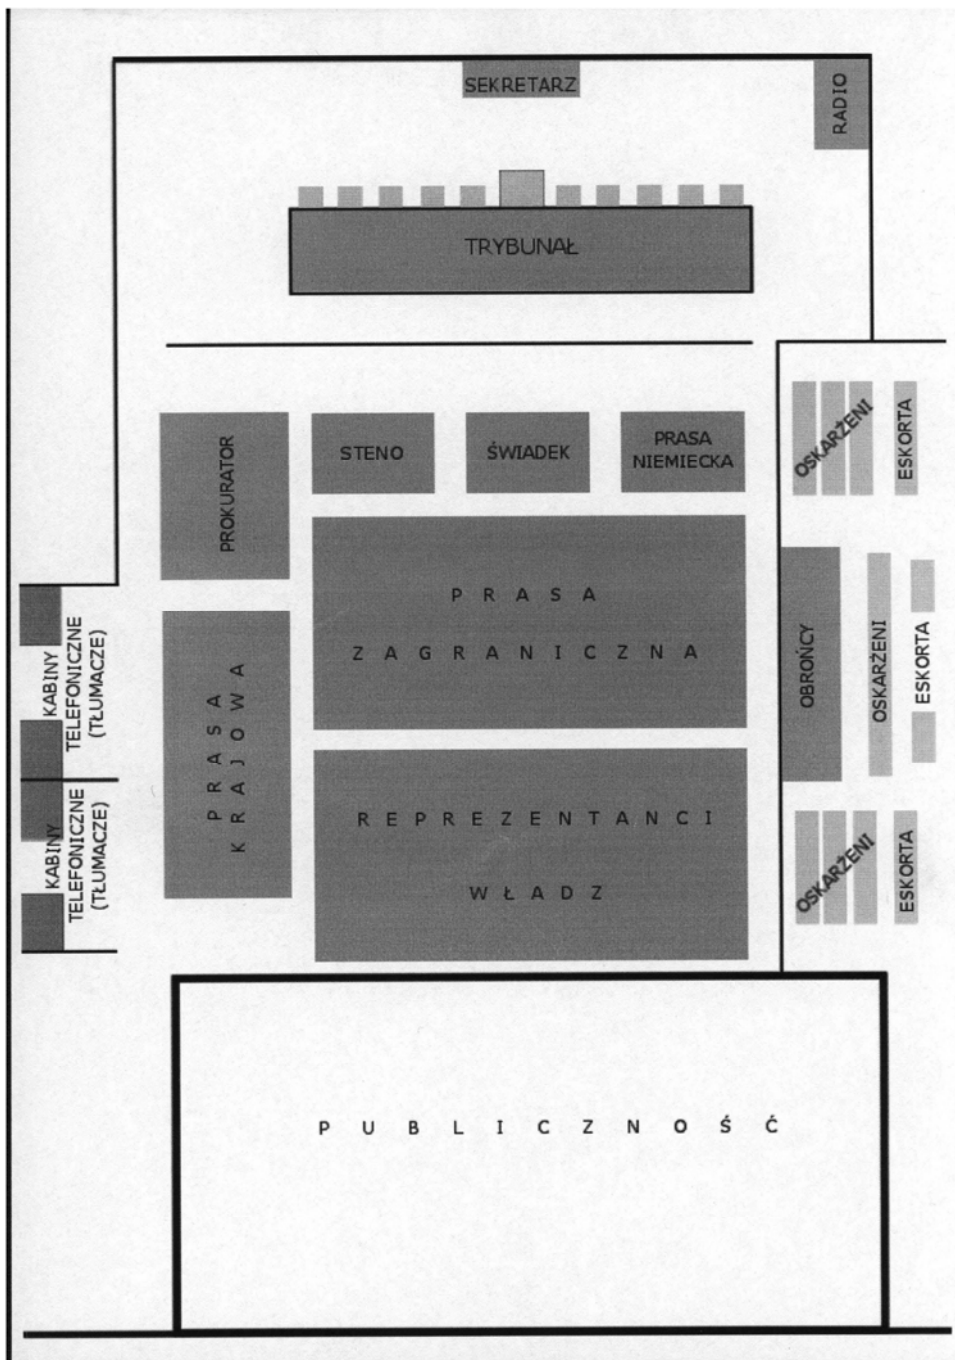 SEKRETARZ
RADIO
TRYBUNAŁ
PROKURATOR
STENO
ŚWIADEK
PRASA
NIEMIECKA
OSKARŻENI
ESKORTA
PRASA
ZAGRANICZNA
KABINY
TELEFONICZNE
(TŁUMACZE)
PRASA
KRAJOWA
OBROŃCY
OSKARŻENI
ESKORTA
REPREZENTANCI
WŁADZ
KABINY
TELEFONICZNE
(TŁUMACZE)
OSKARŻENI
ESKORTA
PUBLICZNOŚĆ